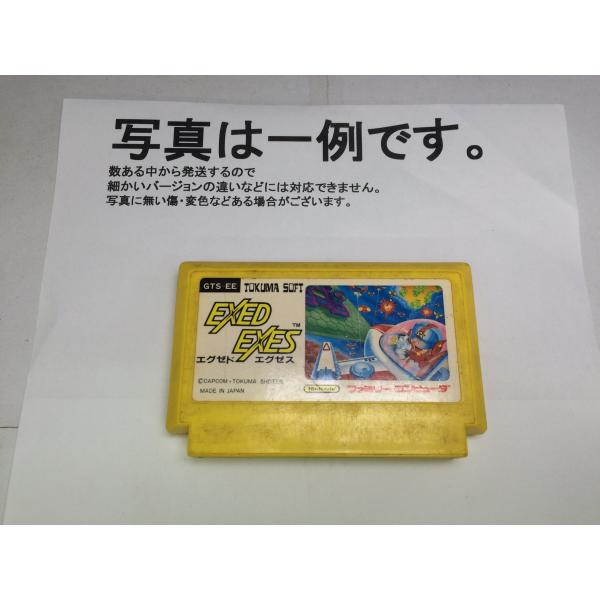 写真は一例です。
数ある中から発送するので
細かいバージョンの違いなどには対応できません。
写真に無い傷・変色などある場合がございます。
GTS-EE TOKUMA SOFT
EXED
EXES™
エグゼド エグゼス
©CAPCOM・TOKUMA SHOTEN
MADE IN JAPAN
Nintendo
ファミリーコンピュータ